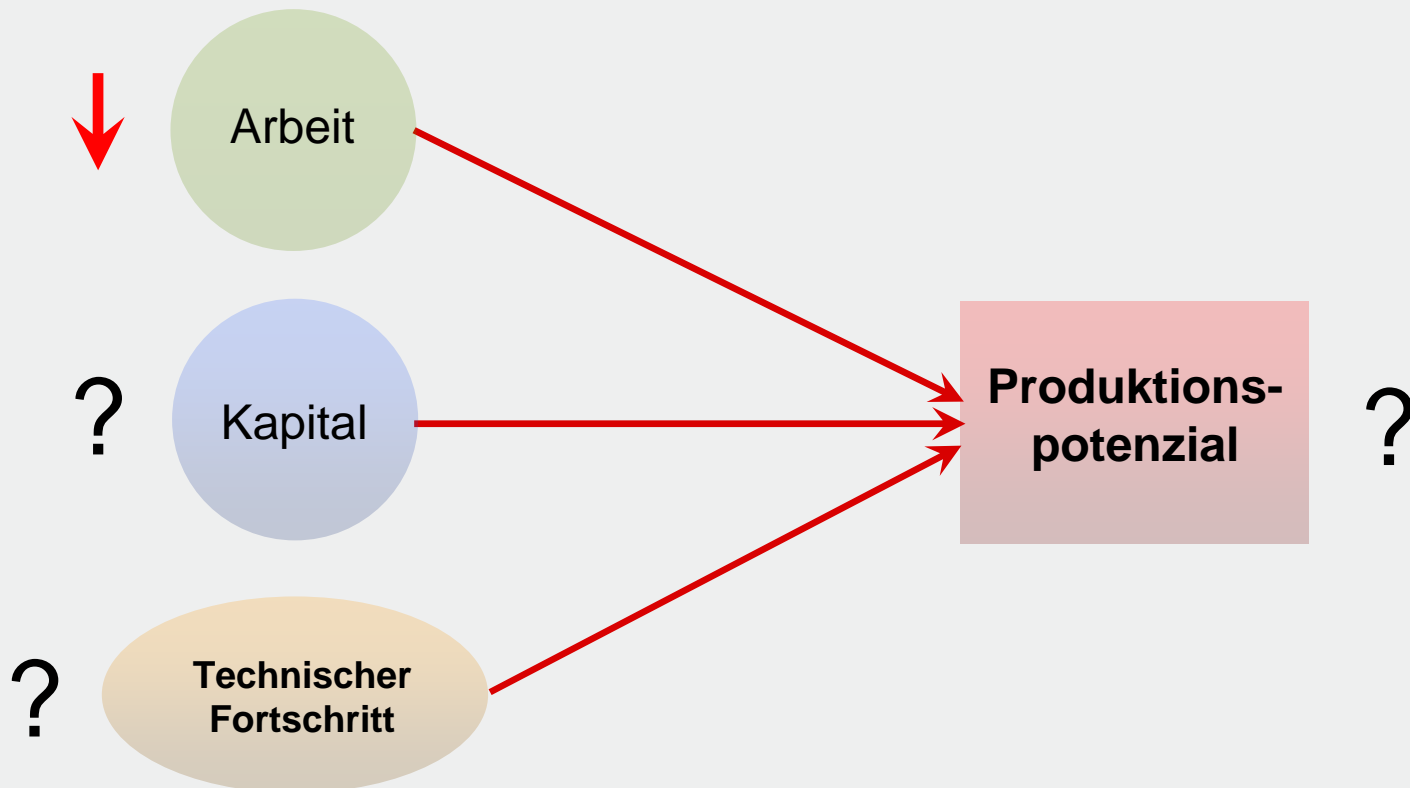 Arbeit
?
Kapital
Produktions-
potenzial
?
?
Technischer
Fortschritt